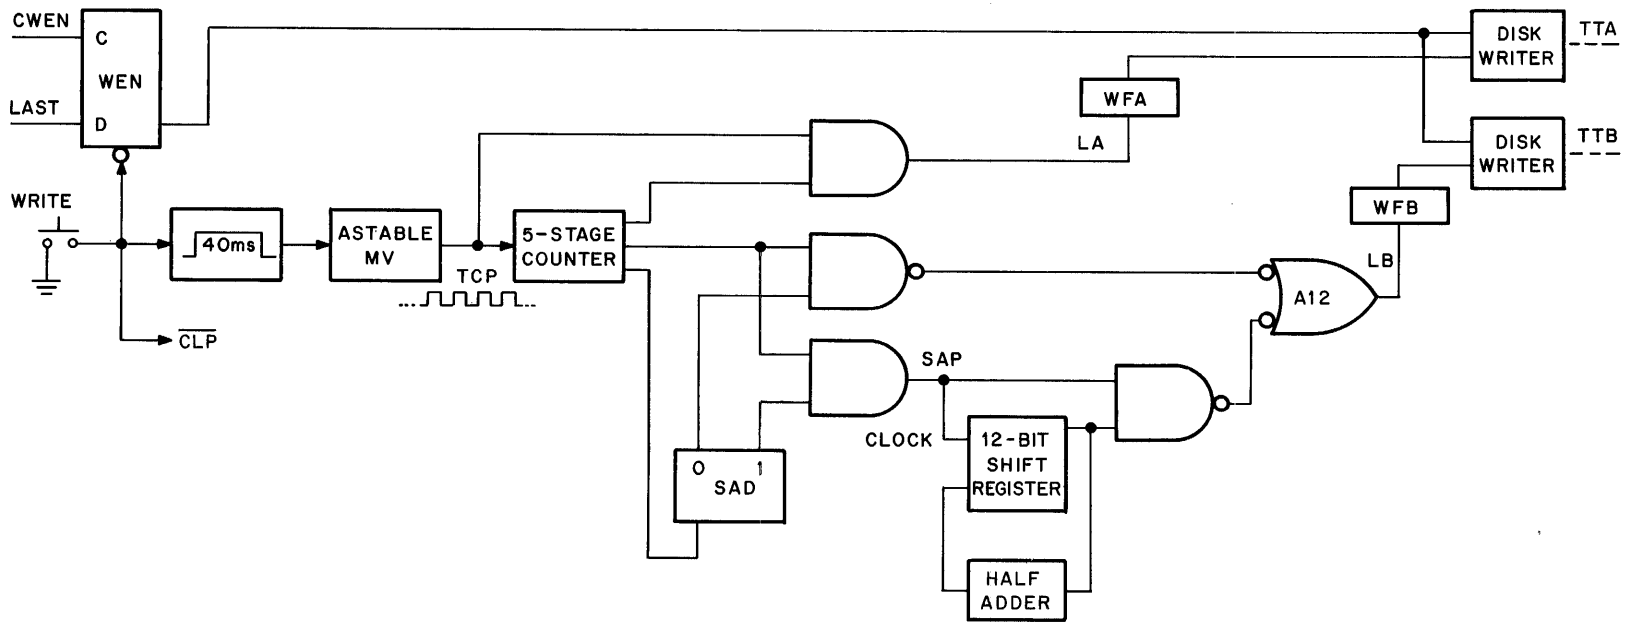 CWEN
C
WEN
LAST
D
WRITE
40ms
ASTABLE
MV
TCP
5-STAGE
COUNTER
CLP
LA
WFA
DISK
WRITER
TTA
DISK
WRITER
TTB
WFB
LB
A12
SAP
CLOCK
12-BIT
SHIFT
REGISTER
0 1
SAD
HALF
ADDER